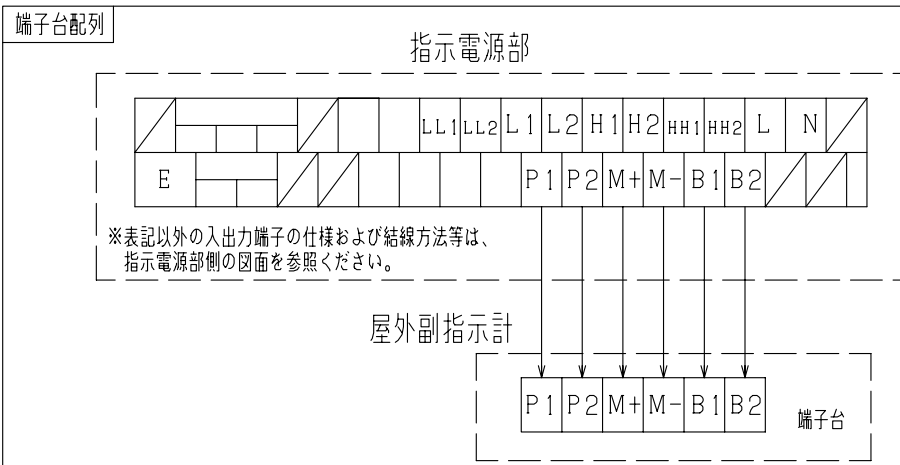 端子台配列
指示電源部
LL1 LL2 L1 L2 H1 H2 HH1 HH2 L N
E P1 P2 M+ M- B1 B2
※表記以外の入出力端子の仕様および結線方法等は、
指示電源部側の図面を参照ください。
屋外副指示計
P1 P2 M+ M- B1 B2
端子台